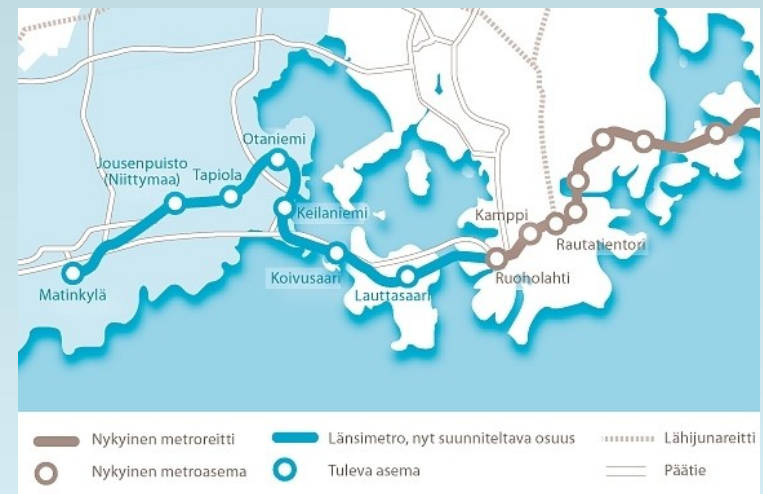 Otaniemi
Jousenpuisto
(Niittymaa)
Tapiola
Keilaniemi
Kamppi
Rautatientori
Koivusaari
Ruoholahti
Matinkylä
Lauttasaari
Nykyinen metroreitti
Länsimetro, nyt suunniteltava osuus
Lähijunareitti
Nykyinen metroasema
Tuleva asema
Päätie